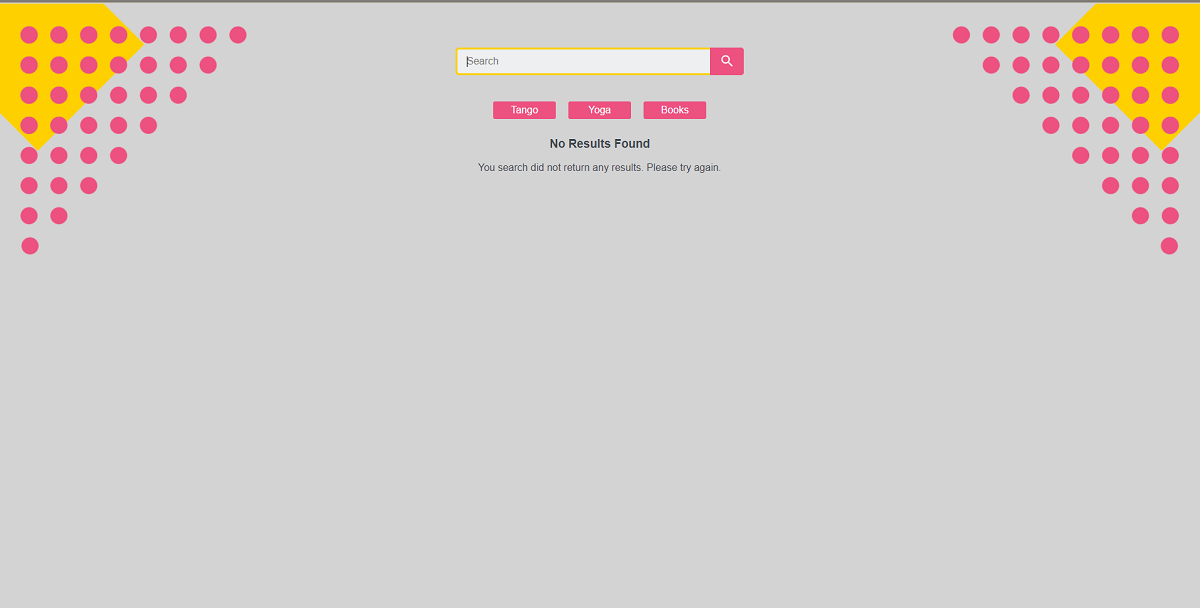 Search
Tango Yoga Books
No Results Found
You search did not return any results. Please try again.